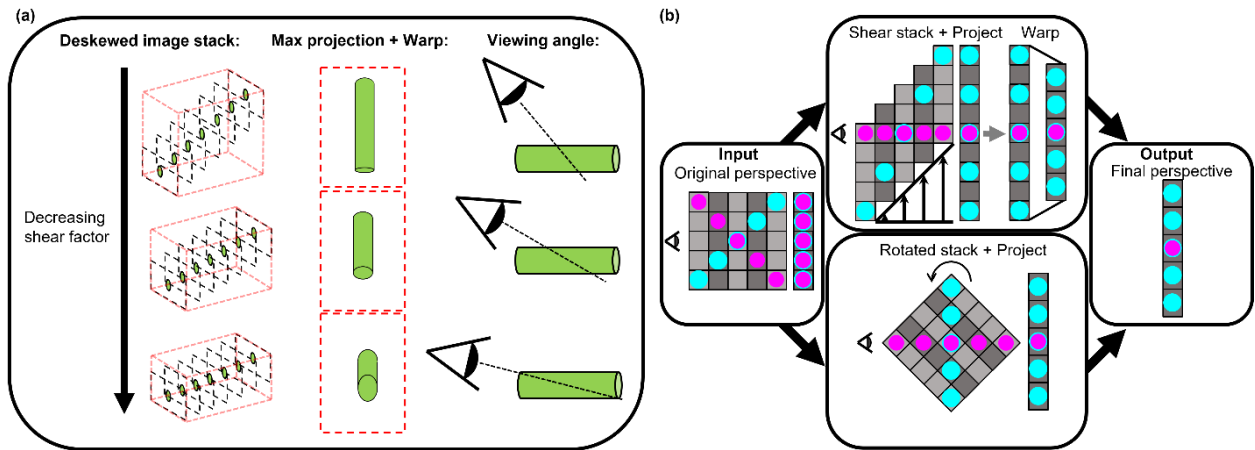 (a)
Deskewed image stack:
Max projection + Warp:
Viewing angle:
Decreasing
shear factor
(b)
Shear stack + Project
Warp
Input
Original perspective
Output
Final perspective
Rotated stack + Project